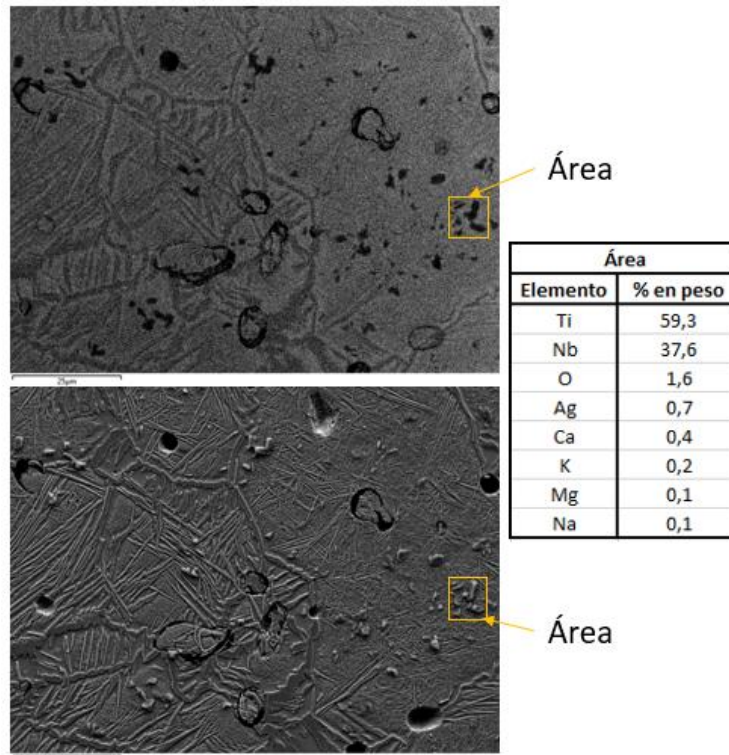 Área
25µm
Área
Elemento % en peso
Ti 59,3
Nb 37,6
O 1,6
Ag 0,7
Ca 0,4
K 0,2
Mg 0,1
Na 0,1
Área